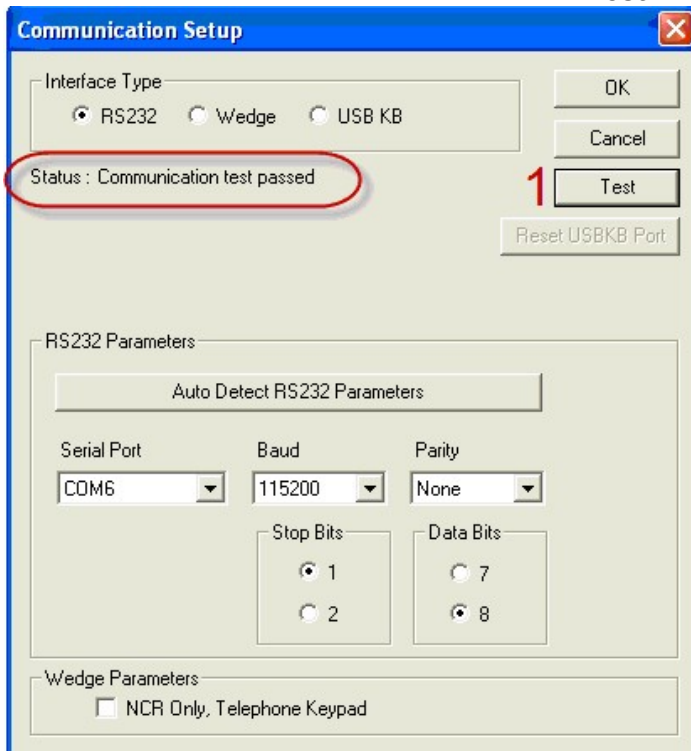 Communication Setup
Interface Type
RS232 Wedge USB KB
OK
Cancel
Status : Communication test passed
1 Test
Reset USBKB Port
RS232 Parameters
Auto Detect RS232 Parameters
Serial Port Baud Parity
COM6 115200 None
Stop Bits Data Bits
1 7
2 8
Wedge Parameters
NCR Only, Telephone Keypad